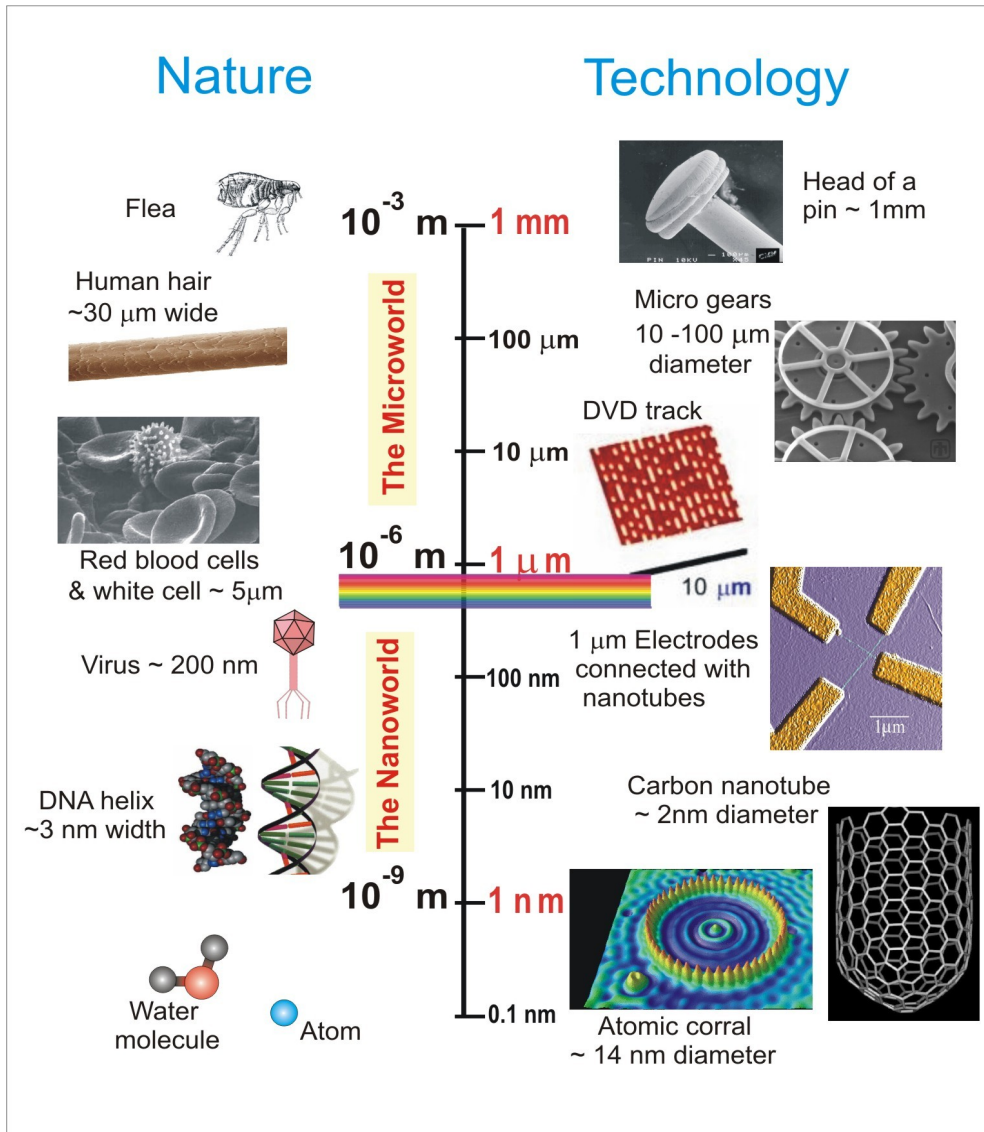 Nature
Technology
Flea
Human hair
~30 μm wide
Red blood cells
& white cell ~ 5μm
Virus ~ 200 nm
DNA helix
~3 nm width
Water
molecule
Atom
10⁻³ m
1 mm
The Microworld
100 μm
10 μm
10⁻⁶ m
1 μm
The Nanoworld
100 nm
10 nm
10⁻⁹ m
1 nm
0.1 nm
Head of a
pin ~ 1mm
PIN 10KV
Micro gears
10 -100 μm
diameter
DVD track
10 μm
1 μm Electrodes
connected with
nanotubes
1μm
Carbon nanotube
~ 2nm diameter
Atomic corral
~ 14 nm diameter